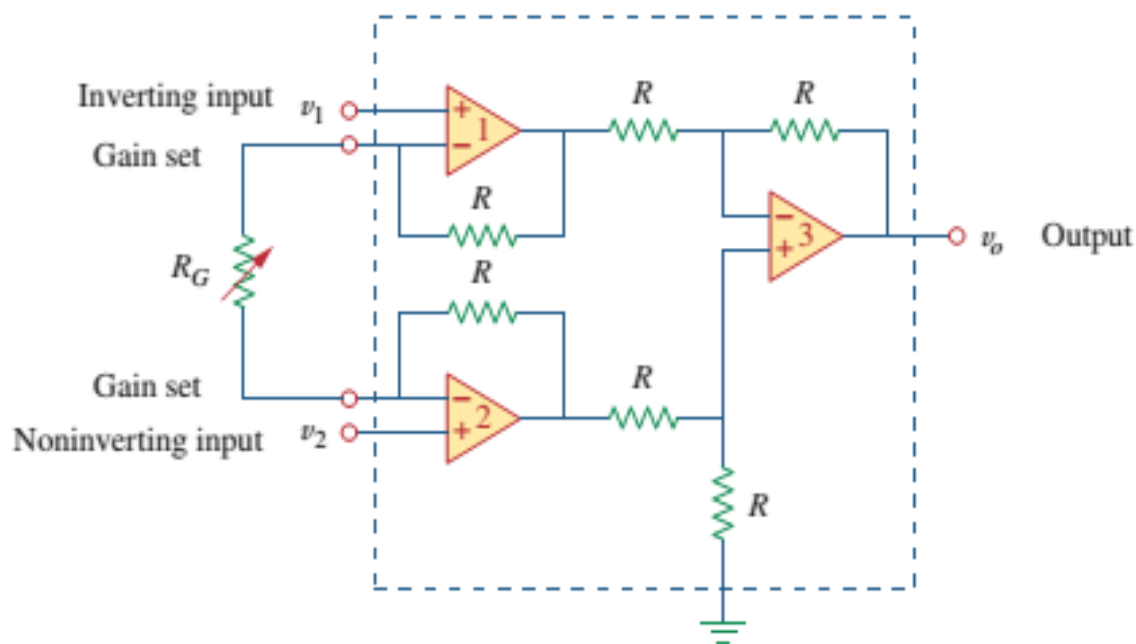 R R
Inverting input v1 + 1
Gain set −
R
− 3 vo Output
+
RG R
Gain set R
− 2
Noninverting input v2 +
R